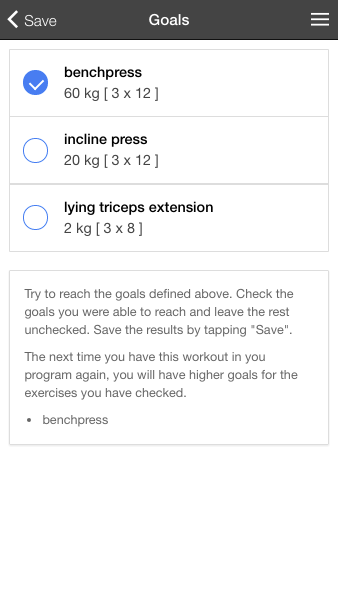 Save
Goals
benchpress
60 kg [ 3 x 12 ]
incline press
20 kg [ 3 x 12 ]
lying triceps extension
2 kg [ 3 x 8 ]
Try to reach the goals defined above. Check the
goals you were able to reach and leave the rest
unchecked. Save the results by tapping "Save".
The next time you have this workout in you
program again, you will have higher goals for the
exercises you have checked.
• benchpress